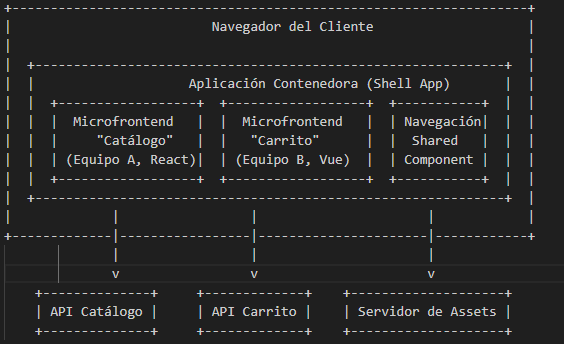 Navegador del Cliente
Aplicación Contenedora (Shell App)
Microfrontend Microfrontend Navegación
"Catálogo" "Carrito" Shared
(Equipo A, React) (Equipo B, Vue) Component
v v v
API Catálogo API Carrito Servidor de Assets